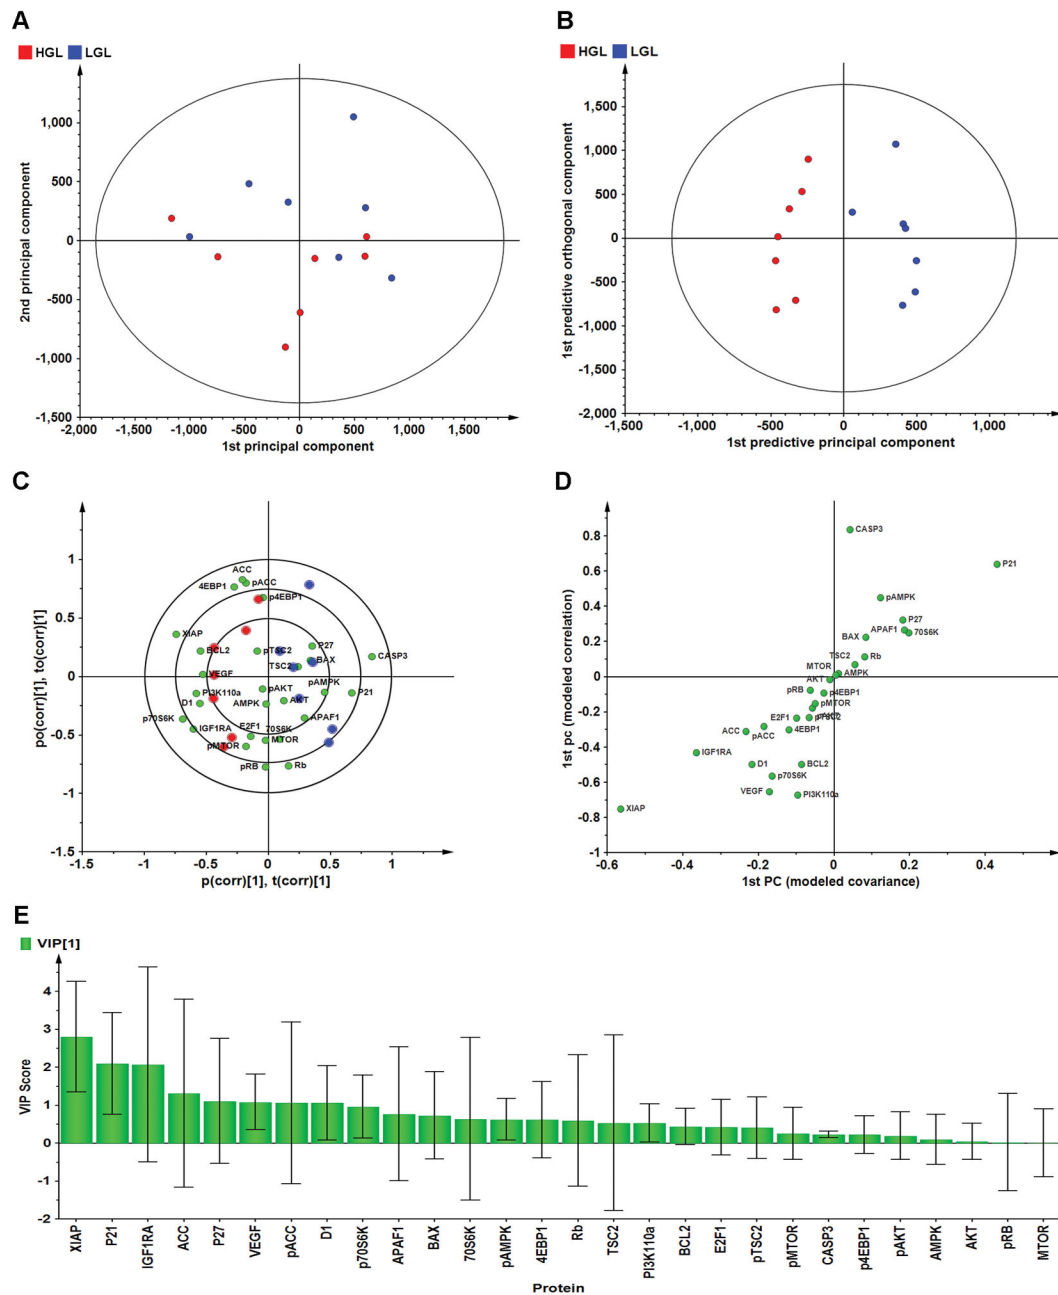 A
HGL LGL
2nd principal component
1,000
500
0
-500
-1,000
-1,500
-2,000 -1,500 -1,000 -500 0 500 1,000 1,500
1st principal component
B
HGL LGL
1st predictive orthogonal component
1,500
1,000
500
0
-500
-1,000
-1,500
-2,000
-1,500 -1,000 -500 0 500 1,000
1st predictive principal component
C
po(corr)[1], to(corr)[1]
1
0.5
0
-0.5
-1
-1.5
ACC
4EBP1
pACC
p4EBP1
XIAP
BCL2
pTSC2
P27
TSC2
BAX
CASP3
VEGF
PI3K110a
pAKT
pAMPK
P21
D1
AMPK
AKT
p70S6K
APAF1
IGF1RA
E2F1
70S6K
pMTOR
MTOR
pRB
Rb
-1.5 -1 -0.5 0 0.5 1
p(corr)[1], t(corr)[1]
D
1st pc (modeled correlation)
0.8
0.6
0.4
0.2
0
-0.2
-0.4
-0.6
-0.8
-1
CASP3
P21
pAMPK
P27
APAF1
70S6K
BAX
Rb
TSC2
MTOR
AMPK
AKT
pRB
p4EBP1
pMTOR
E2F1
pTSC2
ACC
pACC
4EBP1
IGF1RA
D1
BCL2
p70S6K
VEGF
PI3K110a
XIAP
-0.6 -0.4 -0.2 0 0.2 0.4
1st PC (modeled covariance)
E
VIP[1]
VIP Score
4
3
2
1
0
-1
-2
XIAP
P21
IGF1RA
ACC
P27
VEGF
pACC
D1
p70S6K
APAF1
BAX
70S6K
pAMPK
4EBP1
Rb
TSC2
PI3K110a
BCL2
E2F1
pTSC2
pMTOR
CASP3
p4EBP1
pAKT
AMPK
AKT
pRB
MTOR
Protein